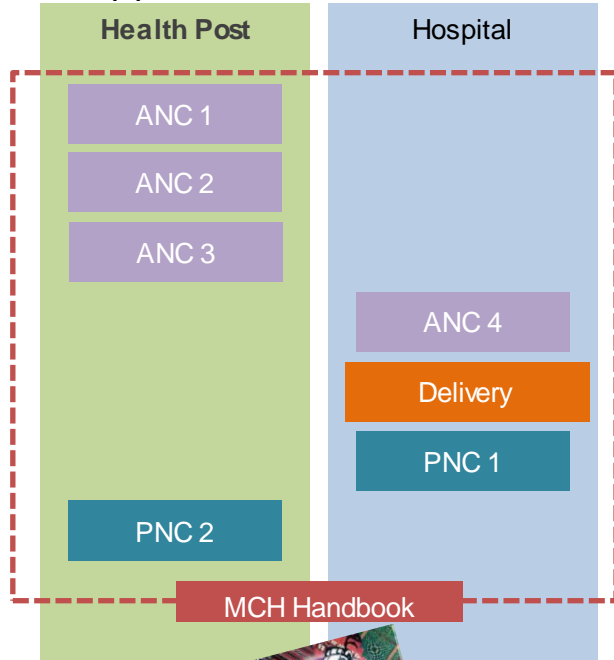 Health Post
Hospital
ANC 1
ANC 2
ANC 3
ANC 4
Delivery
PNC 1
PNC 2
MCH Handbook